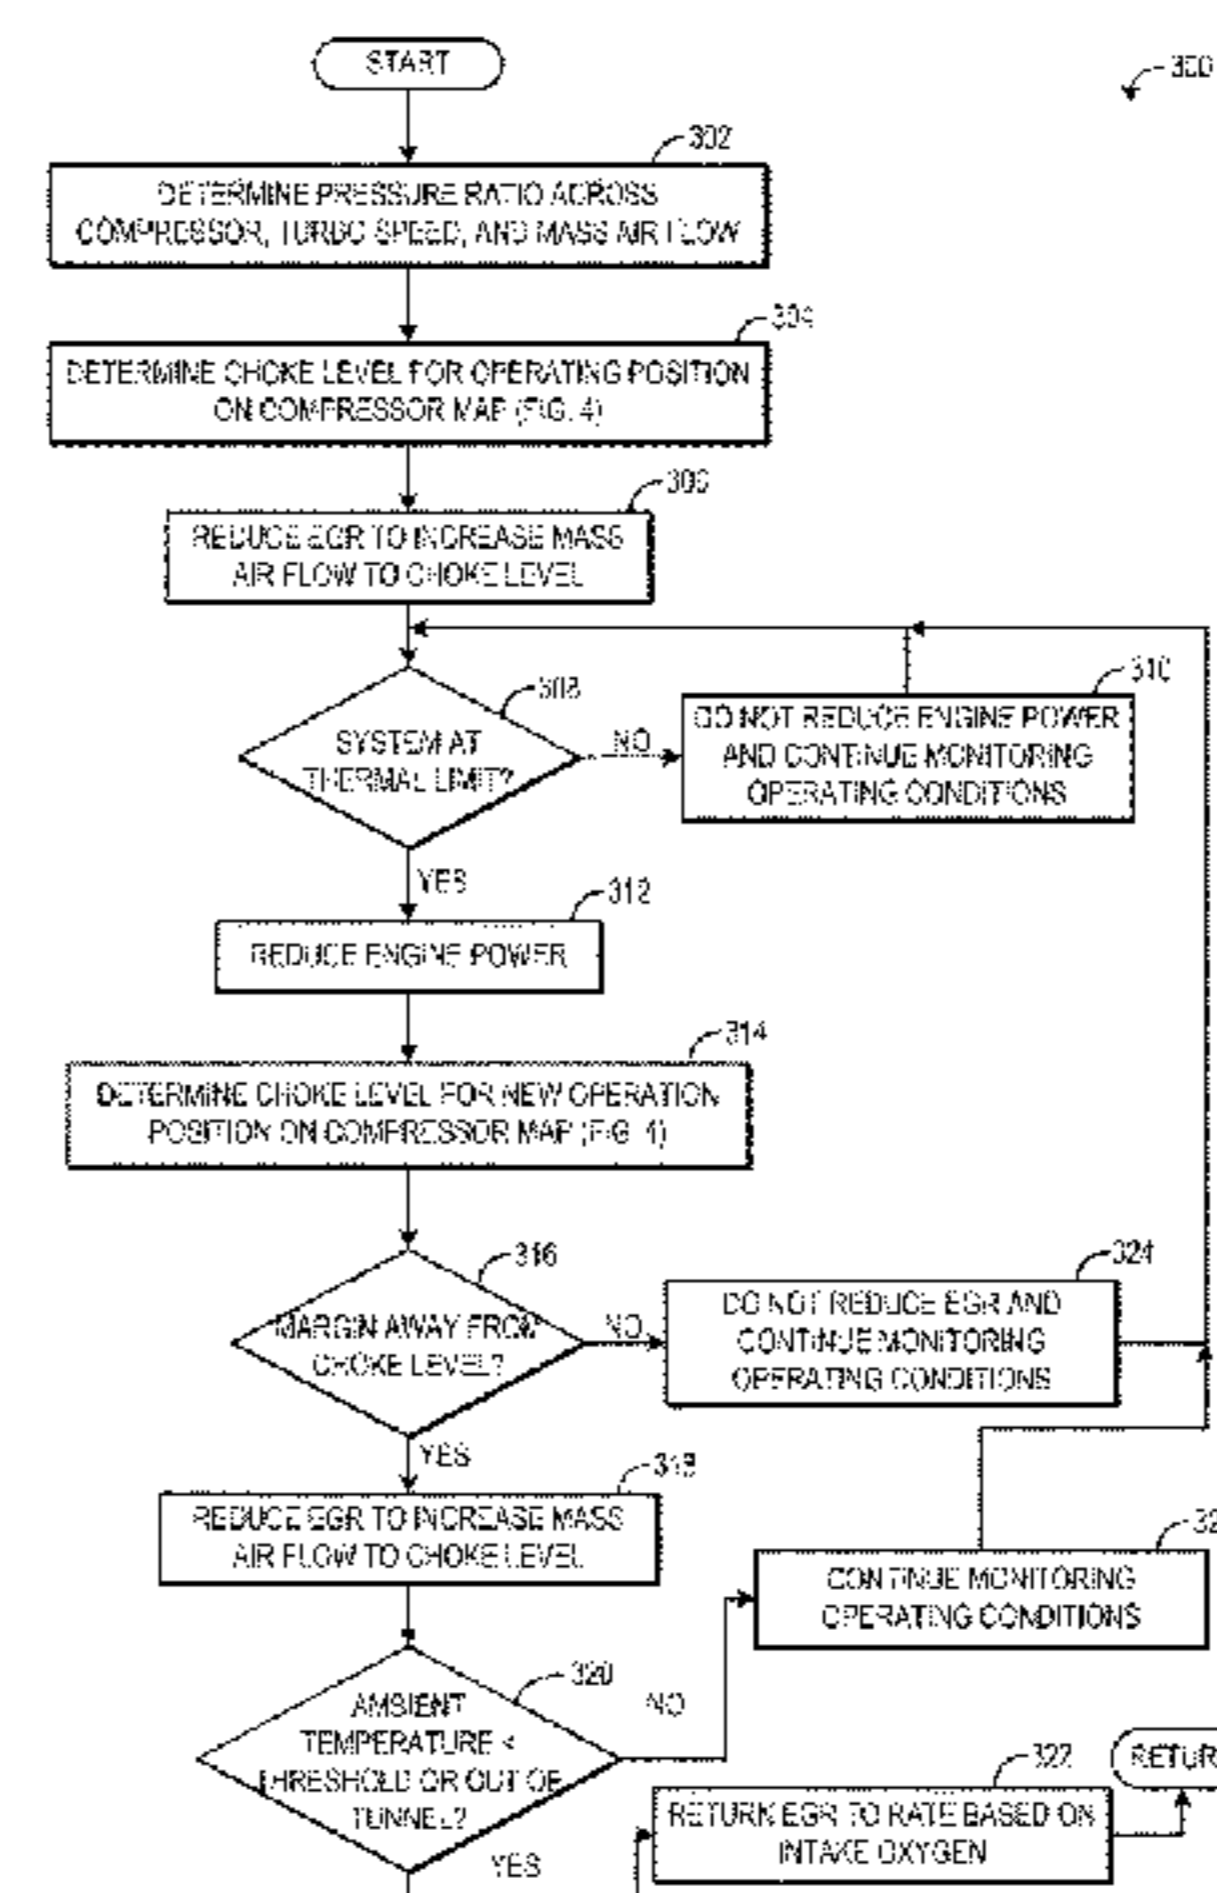 START
300
302
DETERMINE PRESSURE RATIO ACROSS
COMPRESSOR, TURBO SPEED, AND MASS AIR FLOW
304
DETERMINE CHOKE LEVEL FOR OPERATING POSITION
ON COMPRESSOR MAP (FIG. 4)
306
REDUCE EGR TO INCREASE MASS
AIR FLOW TO CHOKE LEVEL
308
SYSTEM AT
THERMAL LIMIT?
NO
310
DO NOT REDUCE ENGINE POWER
AND CONTINUE MONITORING
OPERATING CONDITIONS
YES
312
REDUCE ENGINE POWER
314
DETERMINE CHOKE LEVEL FOR NEW OPERATION
POSITION ON COMPRESSOR MAP (FIG. 4)
316
MARGIN AWAY FROM
CHOKE LEVEL?
NO
324
DO NOT REDUCE EGR AND
CONTINUE MONITORING
OPERATING CONDITIONS
YES
318
REDUCE EGR TO INCREASE MASS
AIR FLOW TO CHOKE LEVEL
32
CONTINUE MONITORING
OPERATING CONDITIONS
320
AMBIENT
TEMPERATURE <
THRESHOLD OR OUT OF
TUNNEL?
NO
YES
322
RETURN EGR TO RATE BASED ON
INTAKE OXYGEN
RETUR